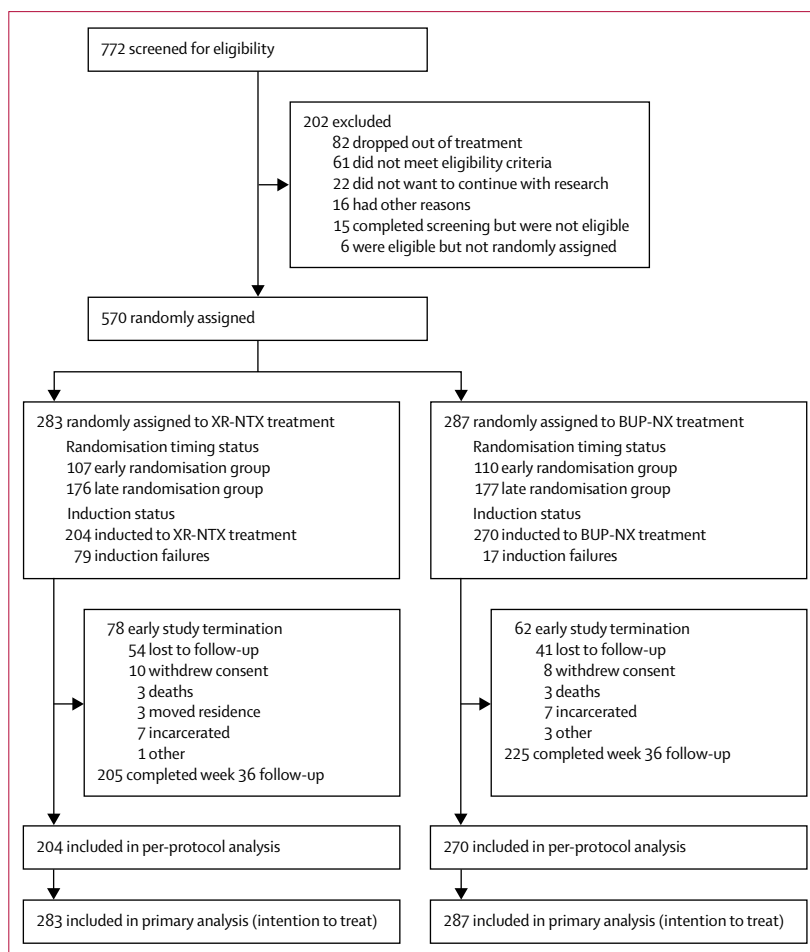 772 screened for eligibility
202 excluded
82 dropped out of treatment
61 did not meet eligibility criteria
22 did not want to continue with research
16 had other reasons
15 completed screening but were not eligible
6 were eligible but not randomly assigned
570 randomly assigned
283 randomly assigned to XR-NTX treatment
Randomisation timing status
107 early randomisation group
176 late randomisation group
Induction status
204 inducted to XR-NTX treatment
79 induction failures
287 randomly assigned to BUP-NX treatment
Randomisation timing status
110 early randomisation group
177 late randomisation group
Induction status
270 inducted to BUP-NX treatment
17 induction failures
78 early study termination
54 lost to follow-up
10 withdrew consent
3 deaths
3 moved residence
7 incarcerated
1 other
205 completed week 36 follow-up
62 early study termination
41 lost to follow-up
8 withdrew consent
3 deaths
7 incarcerated
3 other
225 completed week 36 follow-up
204 included in per-protocol analysis
270 included in per-protocol analysis
283 included in primary analysis (intention to treat)
287 included in primary analysis (intention to treat)